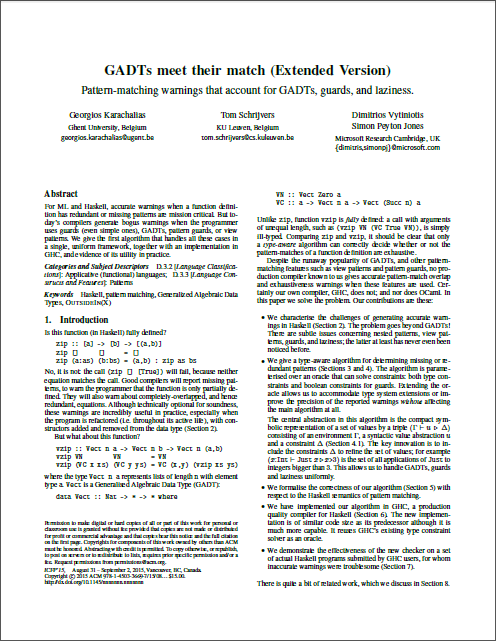 GADTs meet their match (Extended Version)
Pattern-matching warnings that account for GADTs, guards, and laziness.
Georgios Karachalias
Ghent University, Belgium
georgios.karachalias@ugent.be
Tom Schrijvers
KU Leuven, Belgium
tom.schrijvers@cs.kuleuven.be
Dimitrios Vytiniotis
Simon Peyton Jones
Microsoft Research Cambridge, UK
{dimitris,simonpj}@microsoft.com
Abstract
For ML and Haskell, accurate warnings when a function defini-
tion has redundant or missing patterns are mission critical. But to-
day's compilers generate bogus warnings when the programmer
uses guards (even simple ones), GADTs, pattern guards, or view
patterns. We give the first algorithm that handles all these cases in
a single, uniform framework, together with an implementation in
GHC, and evidence of its utility in practice.
Categories and Subject Descriptors D.3.2 [Language Classifica-
tions]: Applicative (functional) languages; D.3.3 [Language Con-
structs and Features]: Patterns
Keywords Haskell, pattern matching, Generalized Algebraic Data
Types, OUTSIDEIN(X)
1. Introduction
Is this function (in Haskell) fully defined?
zip :: [a] -> [b] -> [(a,b)]
zip [] [] = []
zip (a:as) (b:bs) = (a,b) : zip as bs
No, it is not: the call (zip [] [True]) will fail, because neither
equation matches the call. Good compilers will report missing pat-
terns, to warn the programmer that the function is only partially de-
fined. They will also warn about completely-overlapped, and hence
redundant, equations. Although technically optional for soundness,
these warnings are incredibly useful in practice, especially when
the program is refactored (i.e. throughout its active life), with con-
structors added and removed from the data type (Section 2).
But what about this function?
vzip :: Vect n a -> Vect n b -> Vect n (a,b)
vzip VN VN = VN
vzip (VC x xs) (VC y ys) = VC (x,y) (vzip xs ys)
where the type Vect n a represents lists of length n with element
type a. Vect is a Generalized Algebraic Data Type (GADT):
data Vect :: Nat -> * -> * where
Permission to make digital or hard copies of all or part of this work for personal or
classroom use is granted without fee provided that copies are not made or distributed
for profit or commercial advantage and that copies bear this notice and the full citation
on the first page. Copyrights for components of this work owned by others than ACM
must be honored. Abstracting with credit is permitted. To copy otherwise, or republish,
to post on servers or to redistribute to lists, requires prior specific permission and/or a
fee. Request permissions from permissions@acm.org.
ICFP'15, August 31 – September 2, 2015, Vancouver, BC, Canada.
Copyright © 2015 ACM 978-1-4503-3669-7/15/08... $15.00.
http://dx.doi.org/10.1145/nnnnnnn.nnnnnnn
VN :: Vect Zero a
VC :: a -> Vect n a -> Vect (Succ n) a
Unlike zip, function vzip is fully defined: a call with arguments
of unequal length, such as (vzip VN (VC True VN)), is simply
ill-typed. Comparing zip and vzip, it should be clear that only
a type-aware algorithm can correctly decide whether or not the
pattern-matches of a function definition are exhaustive.
Despite the runaway popularity of GADTs, and other pattern-
matching features such as view patterns and pattern guards, no pro-
duction compiler known to us gives accurate pattern-match overlap
and exhaustiveness warnings when these features are used. Cer-
tainly our own compiler, GHC, does not; and nor does OCaml. In
this paper we solve the problem. Our contributions are these:
• We characterise the challenges of generating accurate warn-
ings in Haskell (Section 2). The problem goes beyond GADTs!
There are subtle issues concerning nested patterns, view pat-
terns, guards, and laziness; the latter at least has never even been
noticed before.
• We give a type-aware algorithm for determining missing or re-
dundant patterns (Sections 3 and 4). The algorithm is parame-
terised over an oracle that can solve constraints: both type con-
straints and boolean constraints for guards. Extending the or-
acle allows us to accommodate type system extensions or im-
prove the precision of the reported warnings without affecting
the main algorithm at all.
The central abstraction in this algorithm is the compact sym-
bolic representation of a set of values by a triple (Γ ⊢ u ▷ Δ)
consisting of an environment Γ, a syntactic value abstraction u
and a constraint Δ (Section 4.1). The key innovation is to in-
clude the constraints Δ to refine the set of values; for example
(x:Int ⊢ Just x ▷ x>3) is the set of all applications of Just to
integers bigger than 3. This allows us to handle GADTs, guards
and laziness uniformly.
• We formalise the correctness of our algorithm (Section 5) with
respect to the Haskell semantics of pattern matching.
• We have implemented our algorithm in GHC, a production
quality compiler for Haskell (Section 6). The new implemen-
tation is of similar code size as its predecessor although it is
much more capable. It reuses GHC's existing type constraint
solver as an oracle.
• We demonstrate the effectiveness of the new checker on a set
of actual Haskell programs submitted by GHC users, for whom
inaccurate warnings were troublesome (Section 7).
There is quite a bit of related work, which we discuss in Section 8.